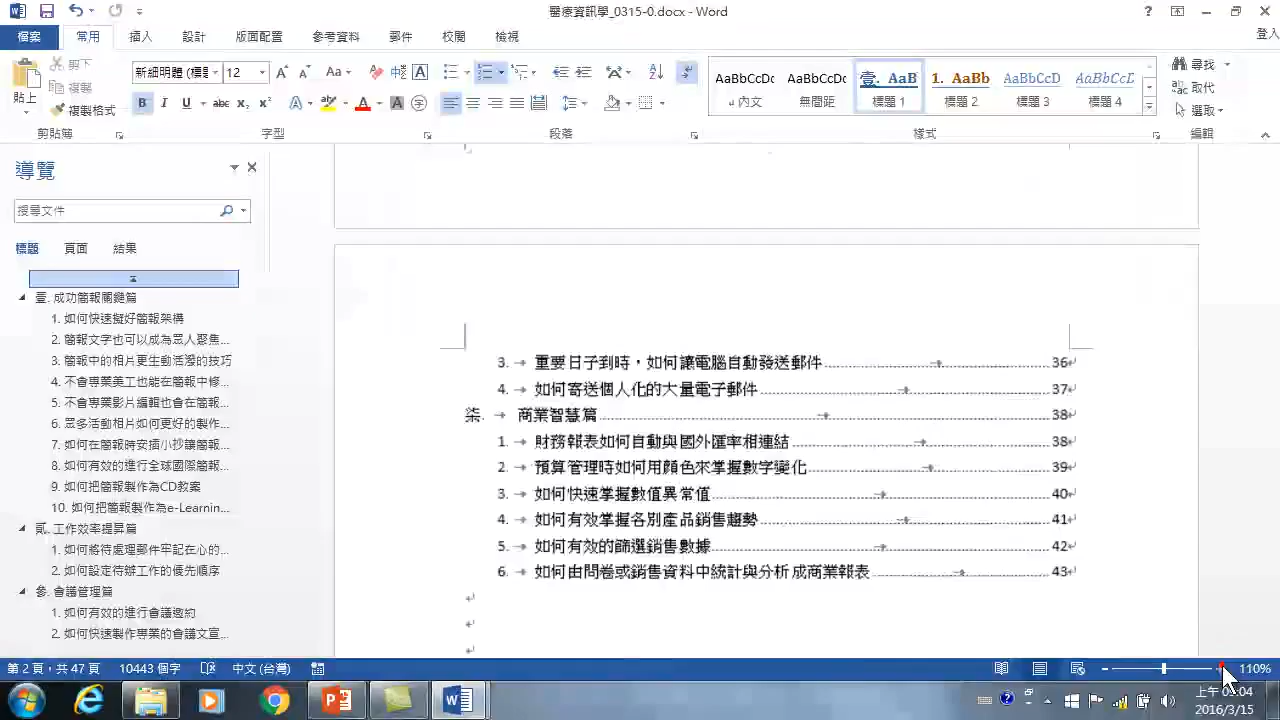 醫療資訊學_0315-0.docx - Word
檔案 常用 插入 設計 版面配置 參考資料 郵件 校閱 檢視 登入
貼上 剪下 複製 複製格式
新細明體 (標題 12
AaBbCcDc AaBbCcDc 壹. AaB 1. AaBb AaBbCcD AaBbCcL
內文 無間距 標題 1 標題 2 標題 3 標題 4
尋找 取代 選取
剪貼簿 字型 段落 樣式 編輯
導覽
搜尋文件
標題 頁面 結果
壹. 成功簡報關鍵篇
1. 如何快速擬好簡報架構
2. 簡報文字也可以成為眾人聚焦...
3. 簡報中的相片更生動活潑的技巧
4. 不會專業美工也能在簡報中修...
5. 不會專業影片編輯也會在簡報...
6. 眾多活動相片如何更好的製作...
7. 如何在簡報時安插小抄讓簡報...
8. 如何有效的進行全球國際簡報...
9. 如何把簡報製作為CD教案
10. 如何把簡報製作為e-Learnin...
貳. 工作效率提昇篇
1. 如何將待處理郵件牢記在心的...
2. 如何設定待辦工作的優先順序
參. 會議管理篇
1. 如何有效的進行會議邀約
2. 如何快速製作專業的會議文宣...
3. 重要日子到時，如何讓電腦自動發送郵件 36
4. 如何寄送個人化的大量電子郵件 37
柒. 商業智慧篇 38
1. 財務報表如何自動與國外匯率相連結 38
2. 預算管理時如何用顏色來掌握數字變化 39
3. 如何快速掌握數值異常值 40
4. 如何有效掌握各別產品銷售趨勢 41
5. 如何有效的篩選銷售數據 42
6. 如何由問卷或銷售資料中統計與分析成商業報表 43
第 2 頁，共 47 頁 10443 個字 中文 (台灣) 110%
2016/3/15